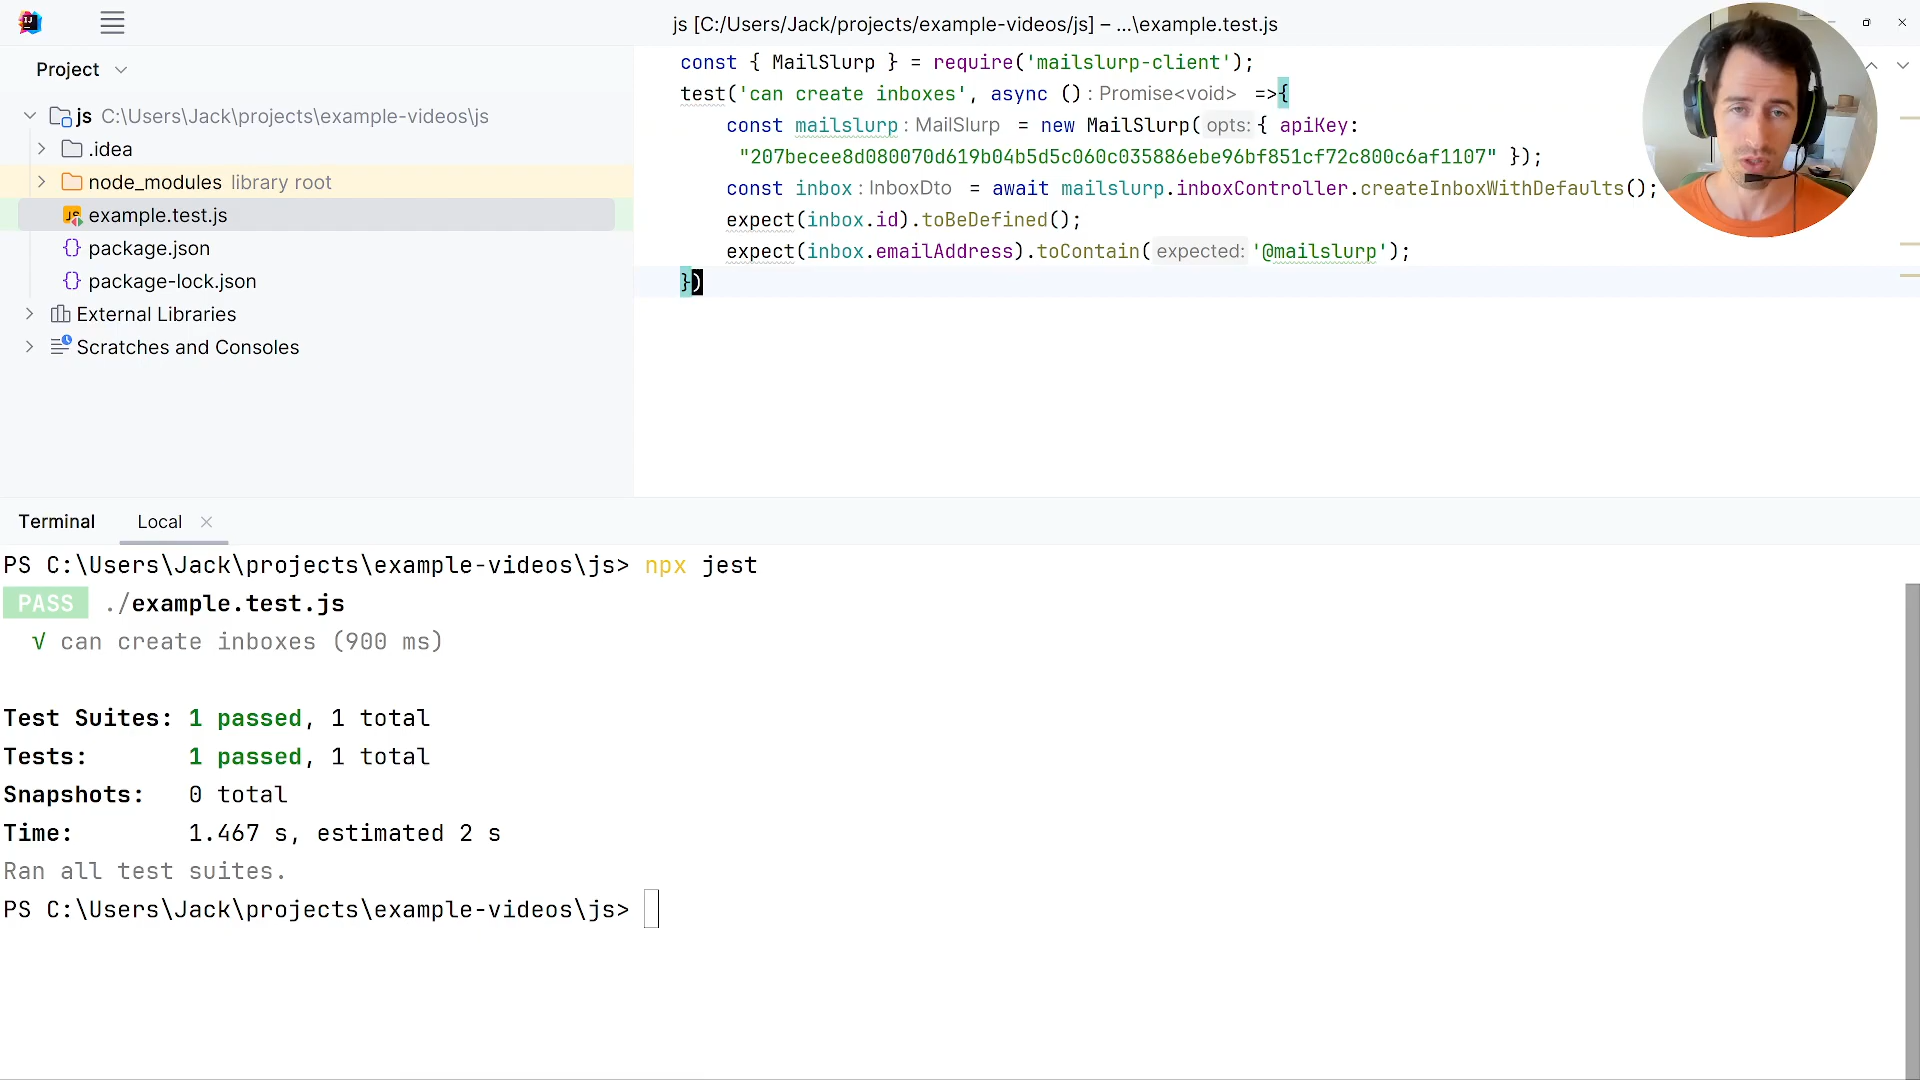 js [C:/Users/Jack/projects/example-videos/js] – ...\example.test.js
Project
js C:\Users\Jack\projects\example-videos\js
.idea
node_modules library root
example.test.js
package.json
package-lock.json
External Libraries
Scratches and Consoles
const { MailSlurp } = require('mailslurp-client');
test('can create inboxes', async () : Promise<void> =>{
const mailslurp : MailSlurp = new MailSlurp( opts: { apiKey:
"207becee8d080070d619b04b5d5c060c035886ebe96bf851cf72c800c6af1107" });
const inbox : InboxDto = await mailslurp.inboxController.createInboxWithDefaults();
expect(inbox.id).toBeDefined();
expect(inbox.emailAddress).toContain( expected: '@mailslurp');
})
Terminal Local
PS C:\Users\Jack\projects\example-videos\js> npx jest
PASS ./example.test.js
√ can create inboxes (900 ms)
Test Suites: 1 passed, 1 total
Tests: 1 passed, 1 total
Snapshots: 0 total
Time: 1.467 s, estimated 2 s
Ran all test suites.
PS C:\Users\Jack\projects\example-videos\js>